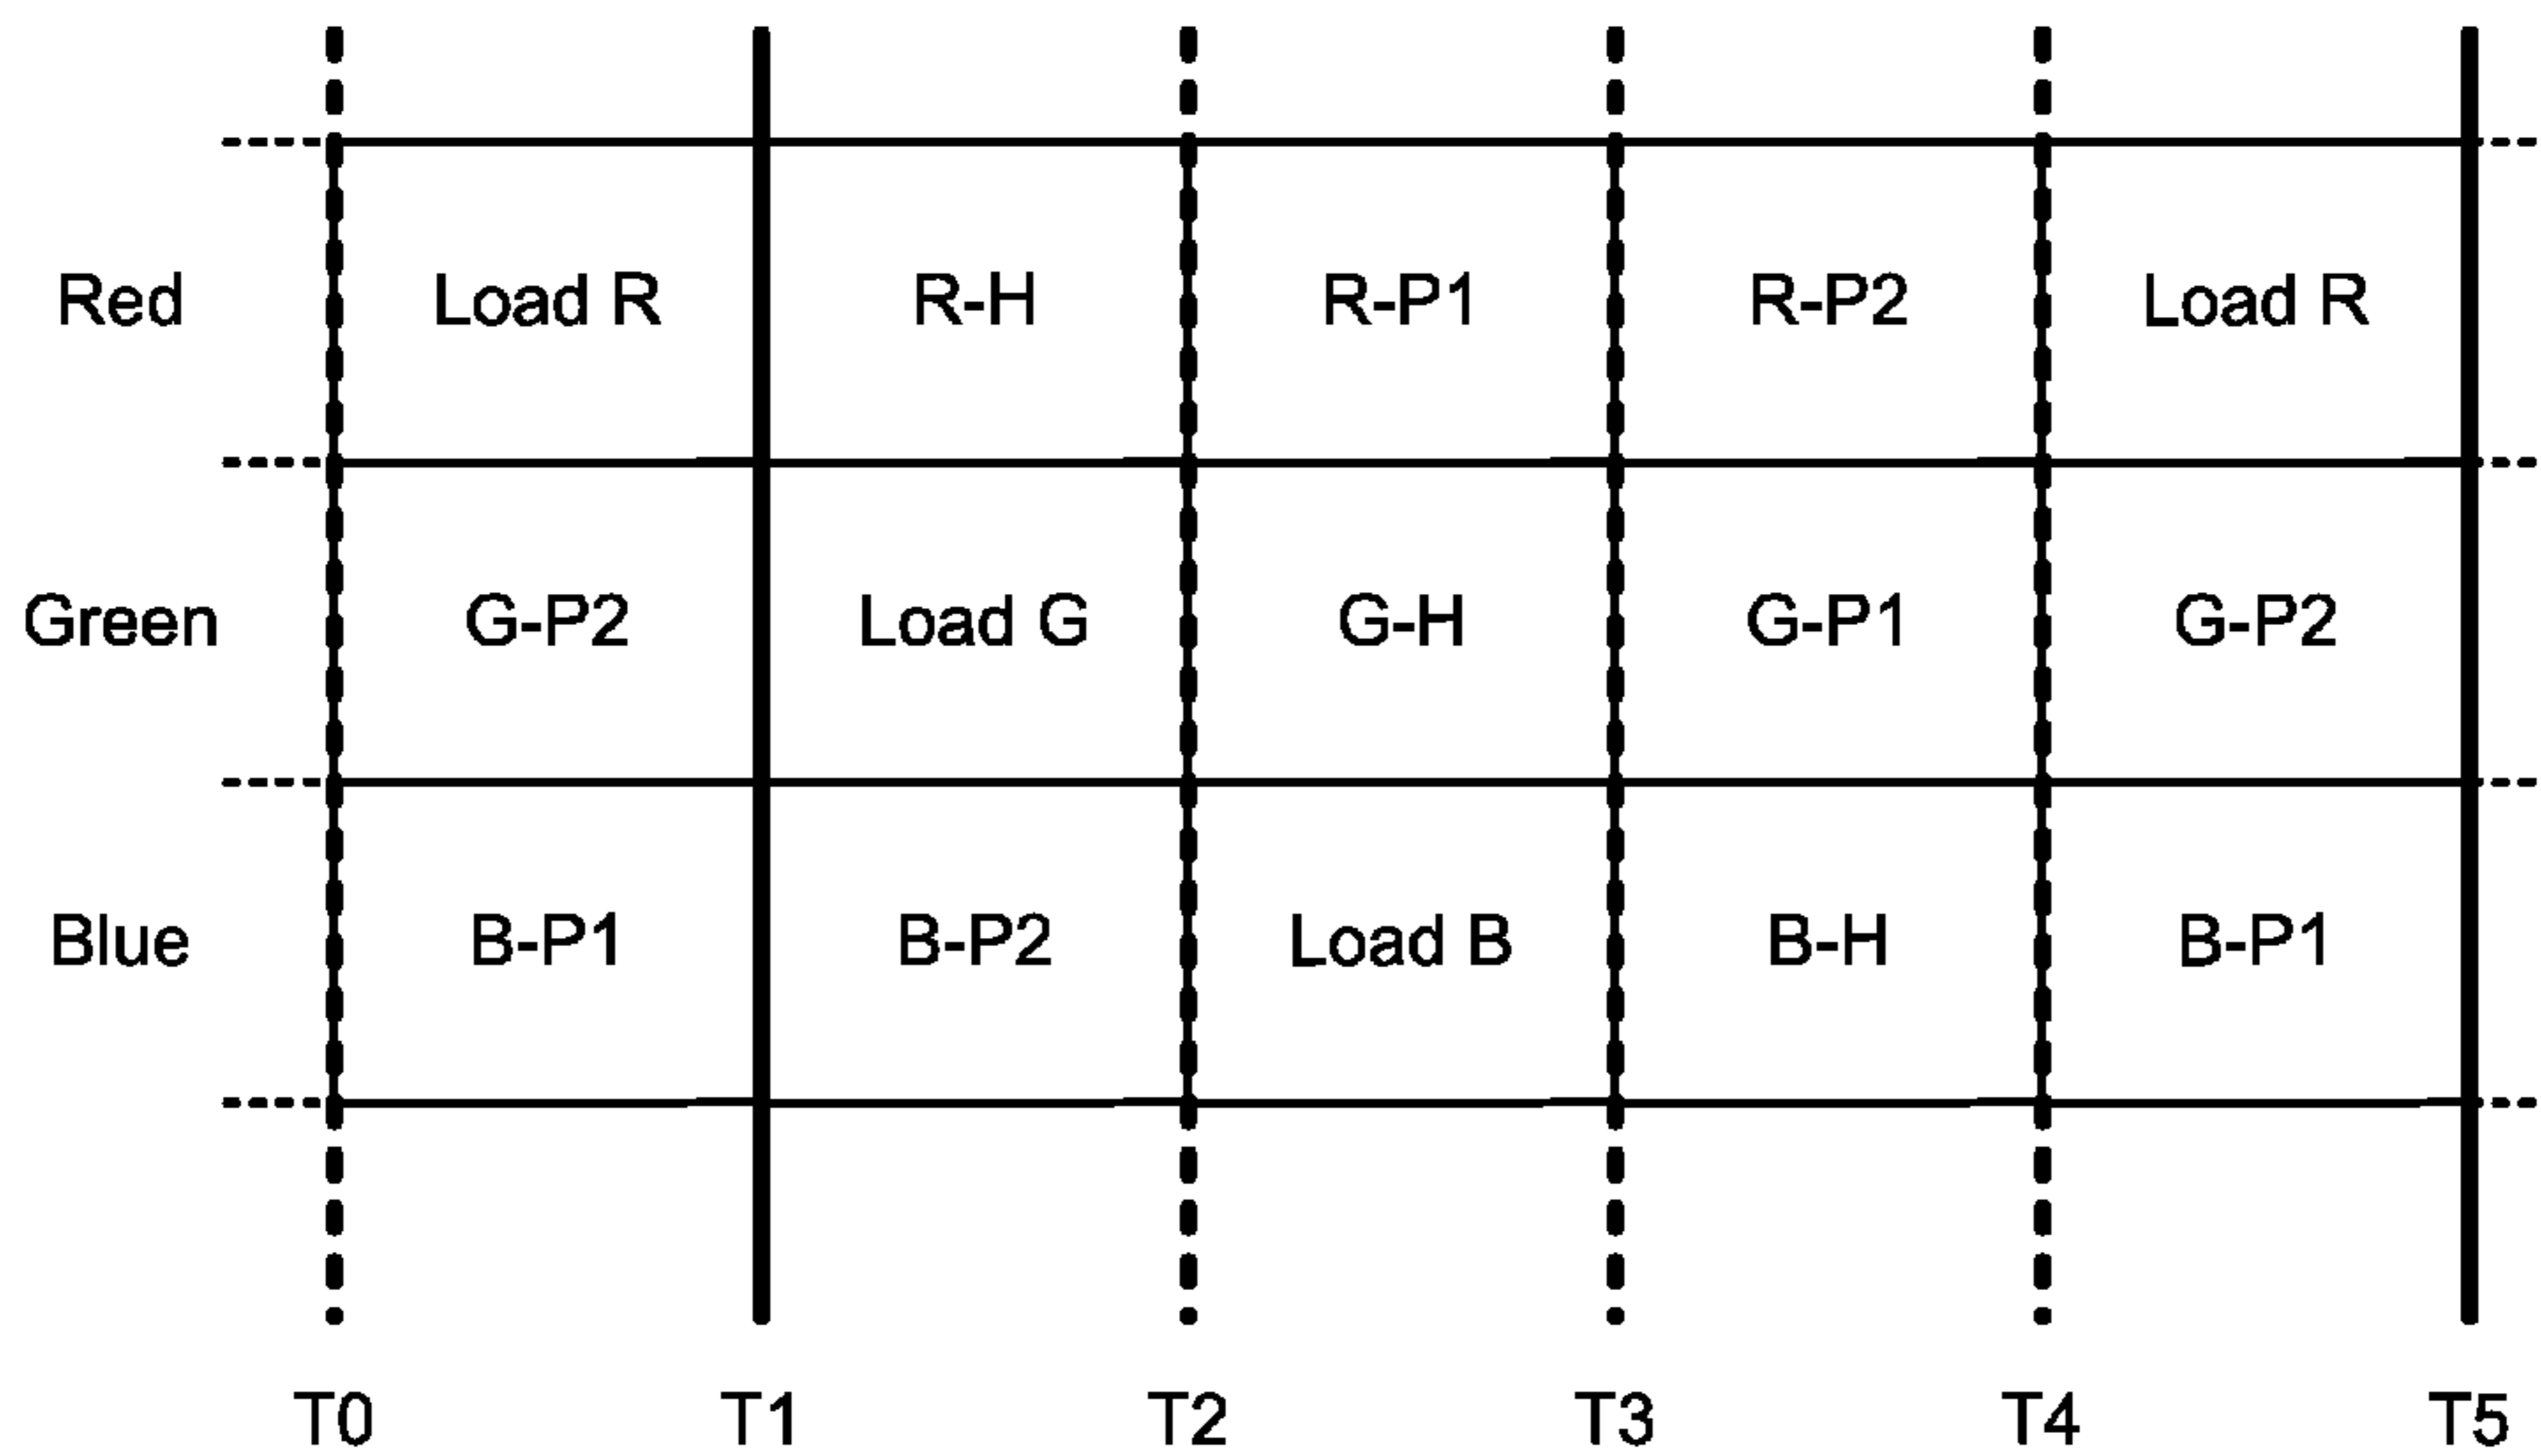 Red Load R R-H R-P1 R-P2 Load R
Green G-P2 Load G G-H G-P1 G-P2
Blue B-P1 B-P2 Load B B-H B-P1
T0 T1 T2 T3 T4 T5